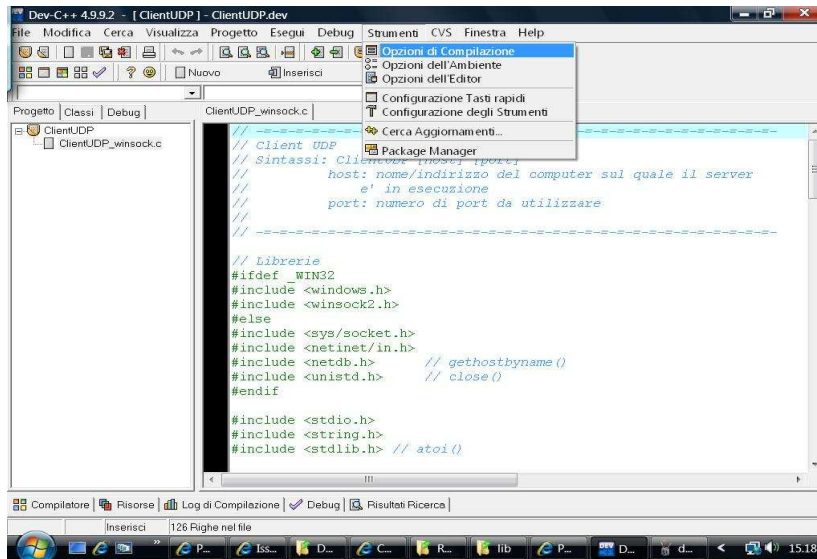 Dev-C++ 4.9.9.2 - [ ClientUDP ] - ClientUDP.dev
File Modifica Cerca Visualizza Progetto Esegui Debug Strumenti CVS Finestra Help
Opzioni di Compilazione
Opzioni dell'Ambiente
Opzioni dell'Editor
Configurazione Tasti rapidi
Configurazione degli Strumenti
Cerca Aggiornamenti...
Package Manager
Nuovo Inserisci
Progetto Classi Debug
ClientUDP_winsock.c
ClientUDP
ClientUDP_winsock.c
// Client UDP
// Sintassi: ClientUDP [host] [port]
// host: nome/indirizzo del computer sul quale il server
// e' in esecuzione
// port: numero di port da utilizzare
//
// -=-=-=-=-=-=-=-=-=-=-=-=-=-=-=-=-=-=-=-=-=-=-=-=-=-=-=-=-
// Librerie
#ifdef _WIN32
#include <windows.h>
#include <winsock2.h>
#else
#include <sys/socket.h>
#include <netinet/in.h>
#include <netdb.h> // gethostbyname()
#include <unistd.h> // close()
#endif
#include <stdio.h>
#include <string.h>
#include <stdlib.h> // atoi()
Compilatore Risorse Log di Compilazione Debug Risultati Ricerca
Inserisci 126 Righe nel file
P... Iss... D... C... R... lib P... D... d... < 15.18